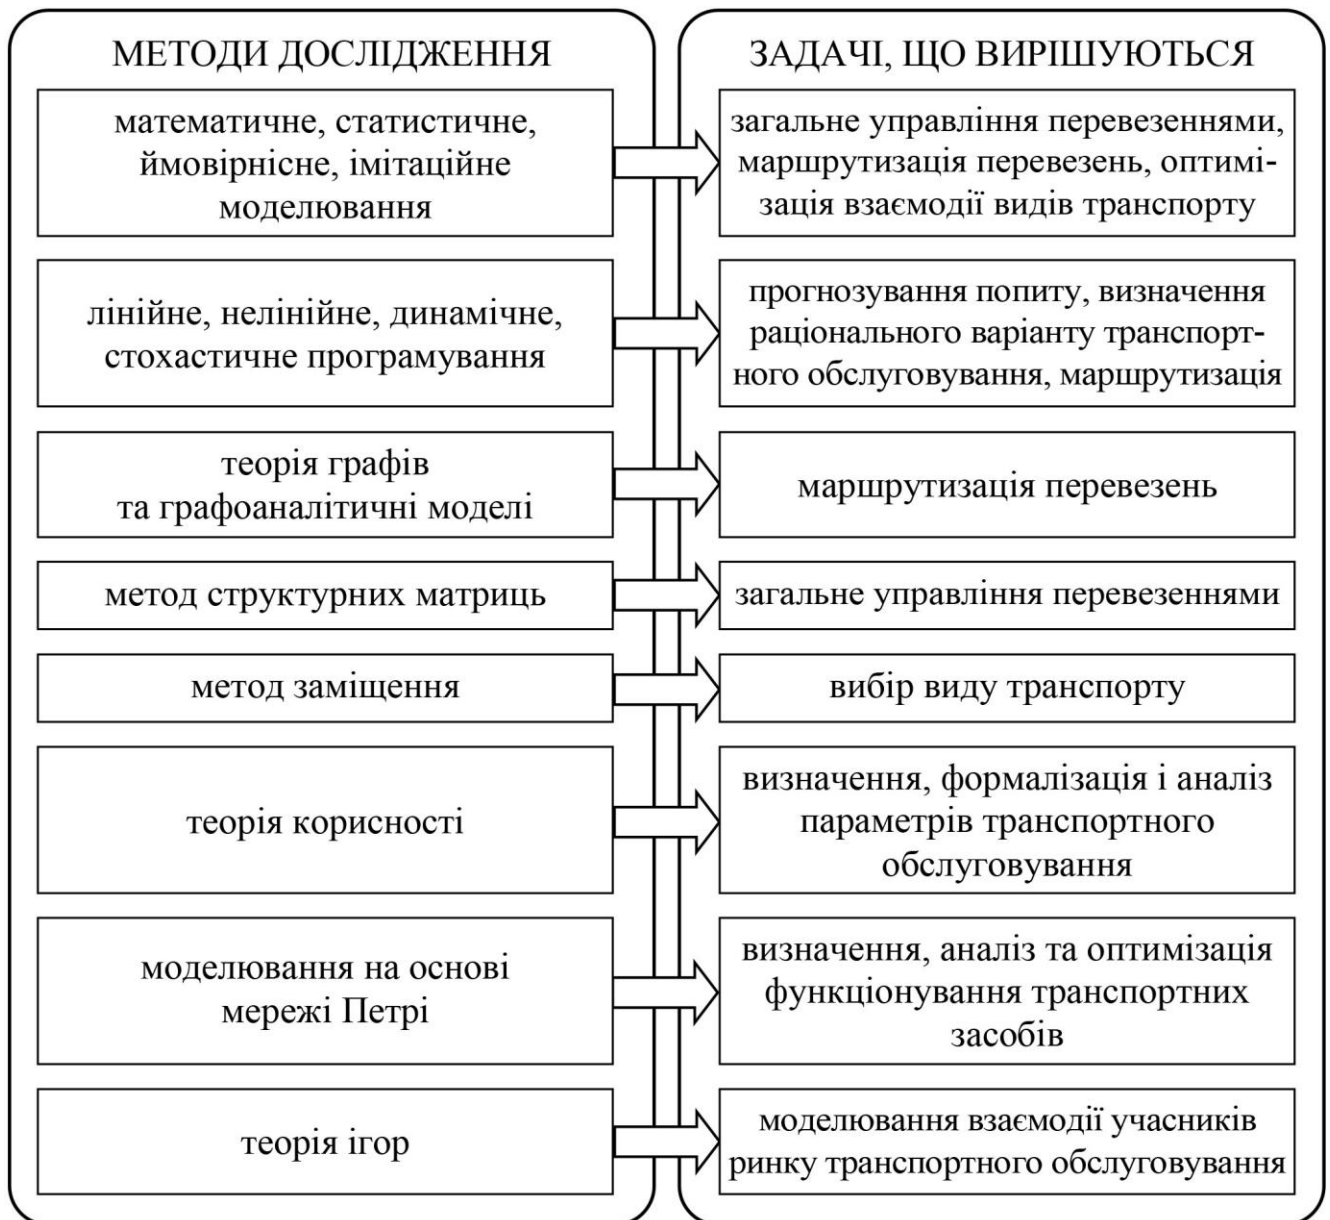 МЕТОДИ ДОСЛІДЖЕННЯ
ЗАДАЧІ, ЩО ВИРІШУЮТЬСЯ
математичне, статистичне,
ймовірнісне, імітаційне
моделювання
загальне управління перевезеннями,
маршрутизація перевезень, оптимі-
зація взаємодії видів транспорту
лінійне, нелінійне, динамічне,
стохастичне програмування
прогнозування попиту, визначення
раціонального варіанту транспорт-
ного обслуговування, маршрутизація
теорія графів
та графоаналітичні моделі
маршрутизація перевезень
метод структурних матриць
загальне управління перевезеннями
метод заміщення
вибір виду транспорту
теорія корисності
визначення, формалізація і аналіз
параметрів транспортного
обслуговування
моделювання на основі
мережі Петрі
визначення, аналіз та оптимізація
функціонування транспортних
засобів
теорія ігор
моделювання взаємодії учасників
ринку транспортного обслуговування